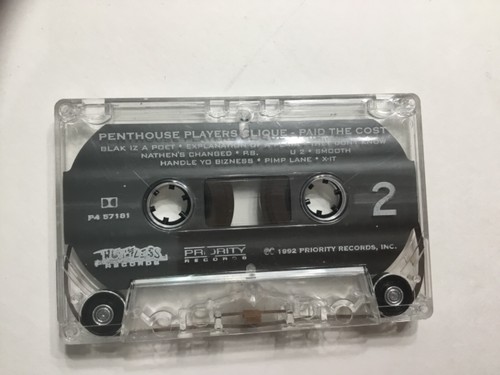 PENTHOUSE PLAYERS CLIQUE - PAID THE COST
BLAK IZ A POET • EXPLAN
NATHEN'S CHANGED • P.S. U 2 • SMOOTH
HANDLE YO BIZNESS • PIMP LANE • X-IT
2
P4 57181
RUTHLESS
RECORDS
PRIORITY
RECORDS
℗© 1992 PRIORITY RECORDS, INC.